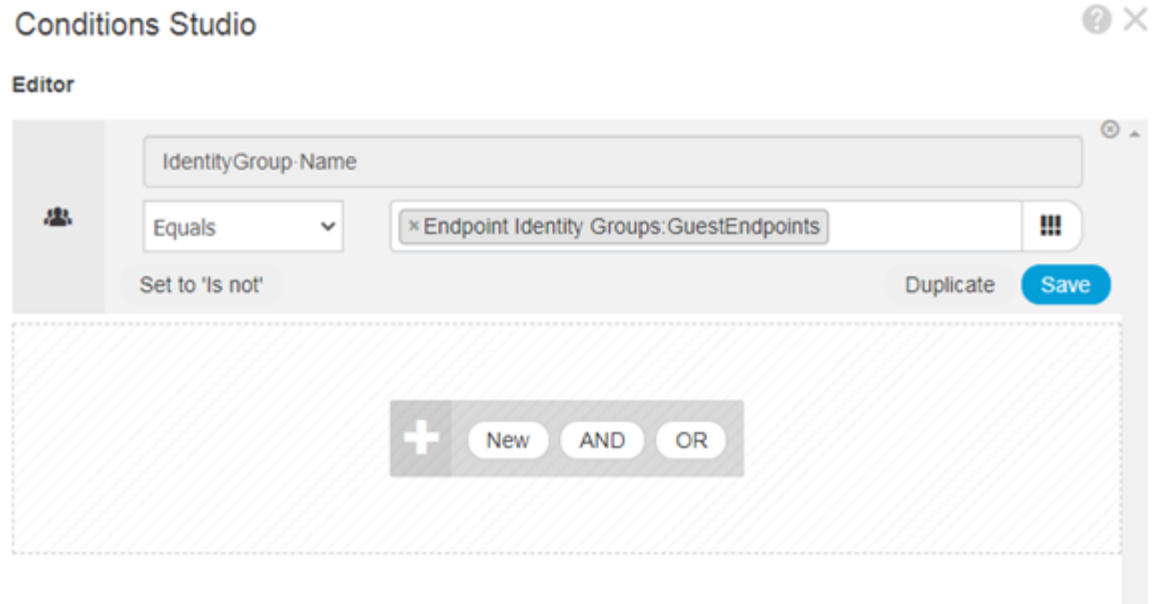 Conditions Studio
Editor
IdentityGroup·Name
Equals
× Endpoint Identity Groups:GuestEndpoints
Set to 'Is not'
Duplicate
Save
New
AND
OR